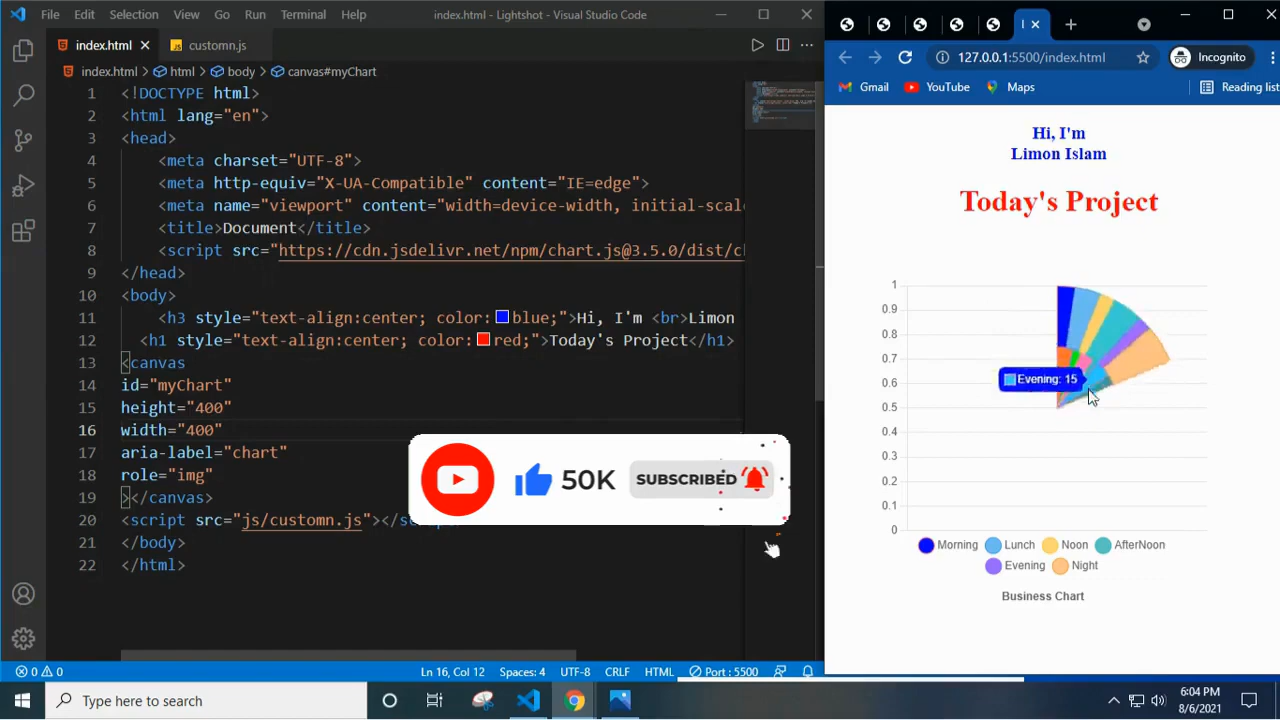 File Edit Selection View Go Run Terminal Help index.html - Lightshot - Visual Studio Code
index.html customn.js
index.html > html > body > canvas#myChart
1 <!DOCTYPE html>
2 <html lang="en">
3 <head>
4 <meta charset="UTF-8">
5 <meta http-equiv="X-UA-Compatible" content="IE=edge">
6 <meta name="viewport" content="width=device-width, initial-scale
7 <title>Document</title>
8 <script src="https://cdn.jsdelivr.net/npm/chart.js@3.5.0/dist/c
9 </head>
10 <body>
11 <h3 style="text-align:center; color:blue;">Hi, I'm <br>Limon
12 <h1 style="text-align:center; color:red;">Today's Project</h1>
13 <canvas
14 id="myChart"
15 height="400"
16 width="400"
17 aria-label="chart"
18 role="img"
19 ></canvas>
20 <script src="js/customn.js"></
21 </body>
22 </html>
50K SUBSCRIBED
0 0 Ln 16, Col 12 Spaces: 4 UTF-8 CRLF HTML Port : 5500
127.0.0.1:5500/index.html Incognito
Gmail YouTube Maps Reading list
Hi, I'm
Limon Islam
Today's Project
1
0.9
0.8
0.7
0.6
0.5
0.4
0.3
0.2
0.1
0
Evening: 15
Morning Lunch Noon AfterNoon
Evening Night
Business Chart
Type here to search
6:04 PM
8/6/2021